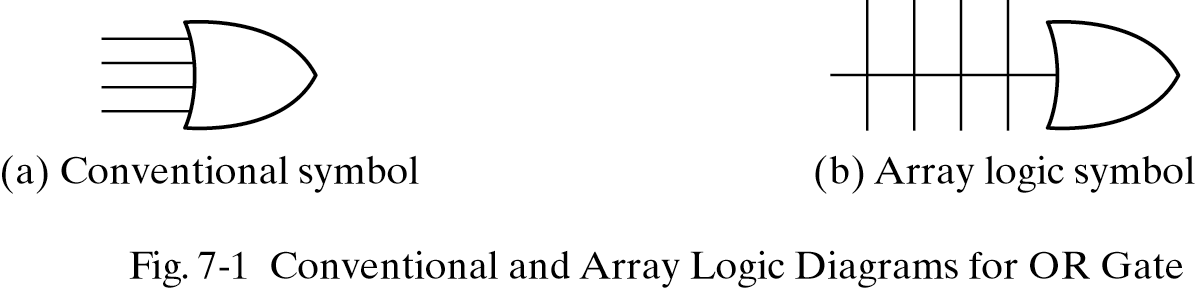 (a) Conventional symbol
(b) Array logic symbol
Fig. 7-1 Conventional and Array Logic Diagrams for OR Gate